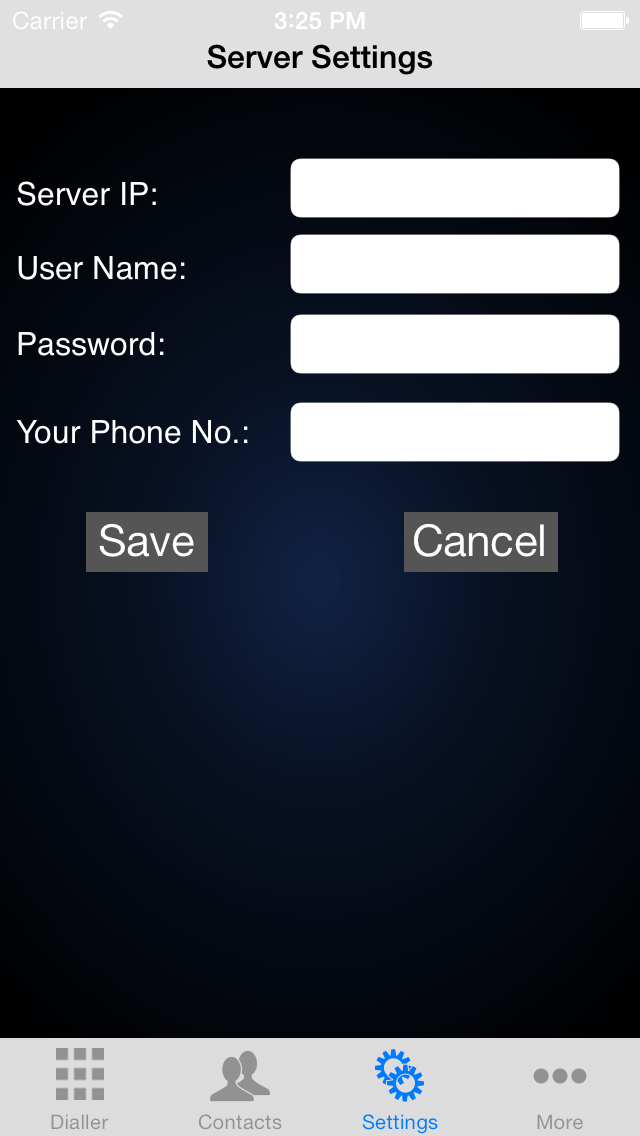 Carrier 3:25 PM
Server Settings
Server IP:
User Name:
Password:
Your Phone No.:
Save Cancel
Dialler Contacts Settings More